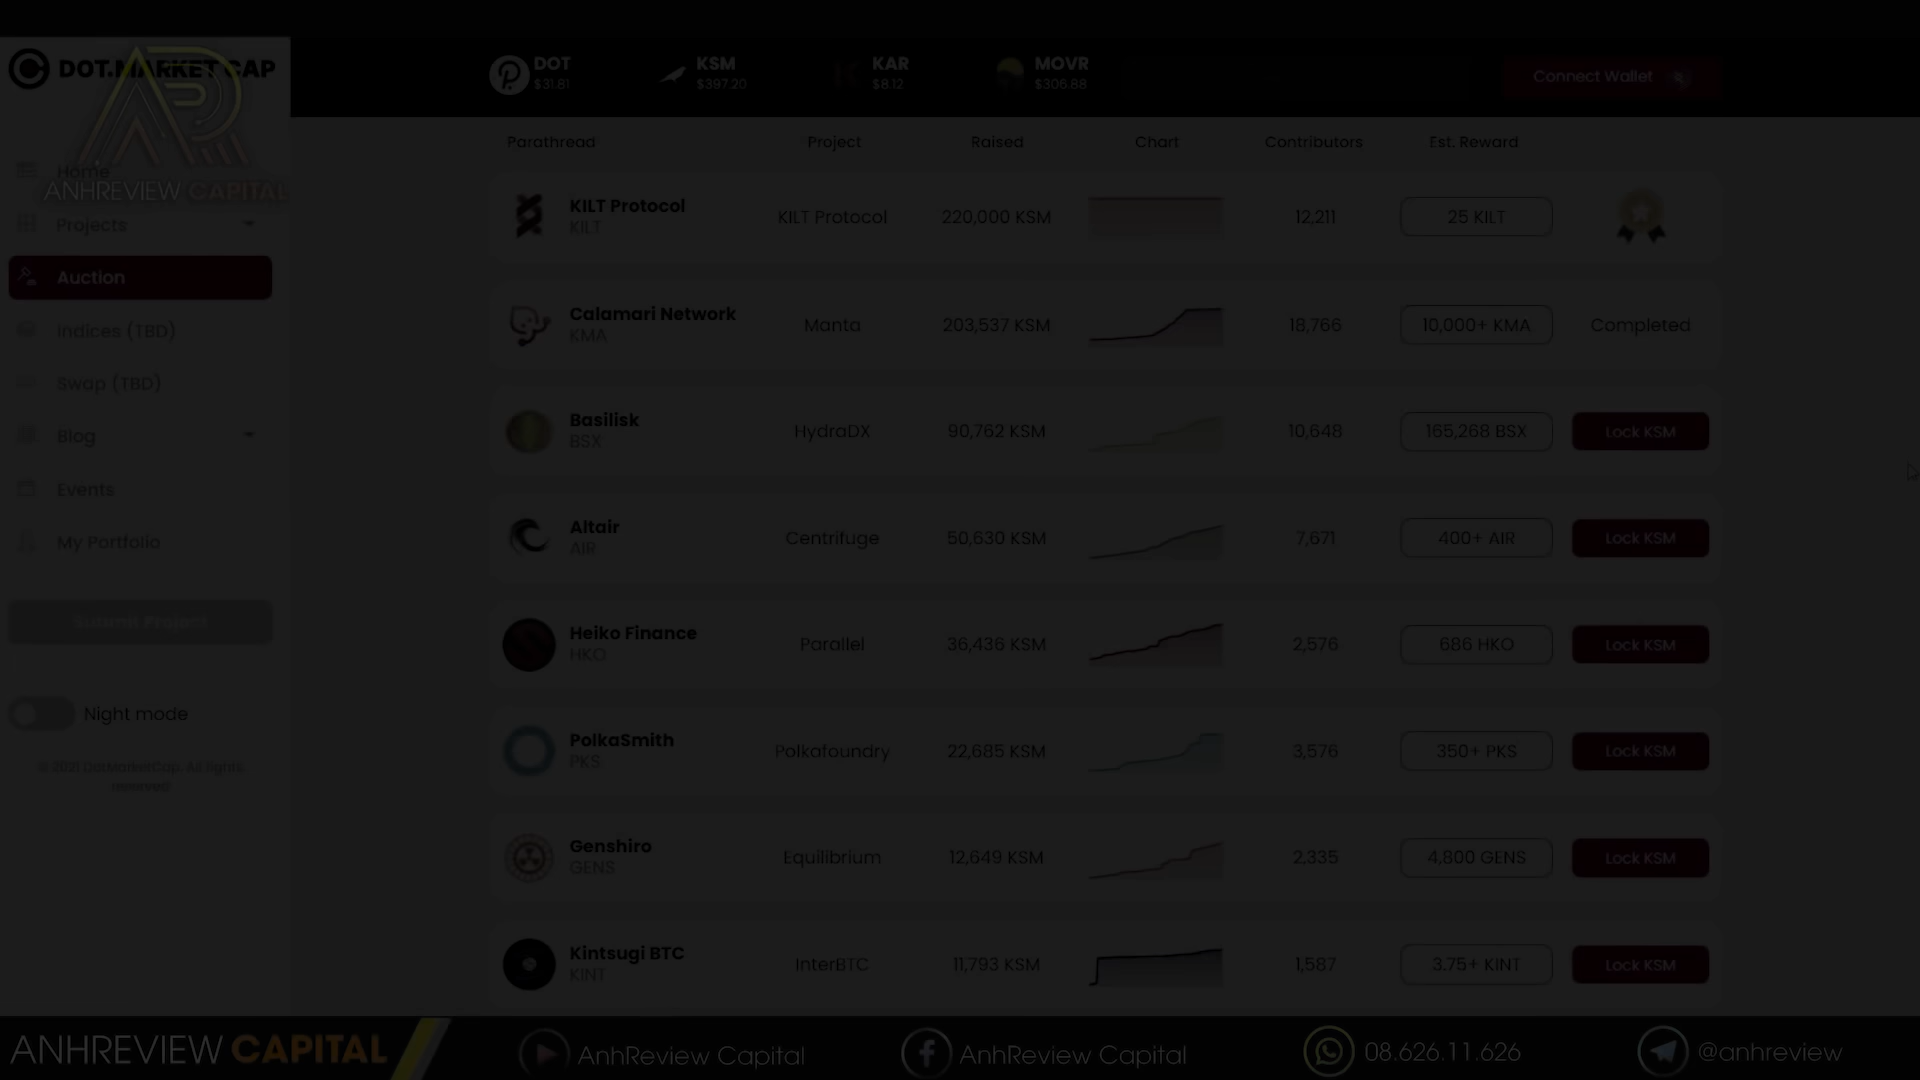 DOT.MARKET CAP
DOT
$31.81
KSM
$397.20
KAR
$8.12
MOVR
$306.88
Connect Wallet
ANHREVIEW CAPITAL
Home
Projects
Auction
Indices (TBD)
Swap (TBD)
Blog
Events
My Portfolio
Submit Project
Night mode
© 2021 DotMarketCap. All rights
reserved
Parathread Project Raised Chart Contributors Est. Reward
KILT Protocol
KILT
KILT Protocol 220,000 KSM 12,211 25 KILT
Calamari Network
KMA
Manta 203,537 KSM 18,766 10,000+ KMA Completed
Basilisk
BSX
HydraDX 90,762 KSM 10,648 165,268 BSX Lock KSM
Altair
AIR
Centrifuge 50,630 KSM 7,671 400+ AIR Lock KSM
Heiko Finance
HKO
Parallel 36,436 KSM 2,576 686 HKO Lock KSM
PolkaSmith
PKS
Polkafoundry 22,685 KSM 3,576 350+ PKS Lock KSM
Genshiro
GENS
Equilibrium 12,649 KSM 2,335 4,800 GENS Lock KSM
Kintsugi BTC
KINT
InterBTC 11,793 KSM 1,587 3.75+ KINT Lock KSM
ANHREVIEW CAPITAL
AnhReview Capital
AnhReview Capital
08.626.11.626
@anhreview